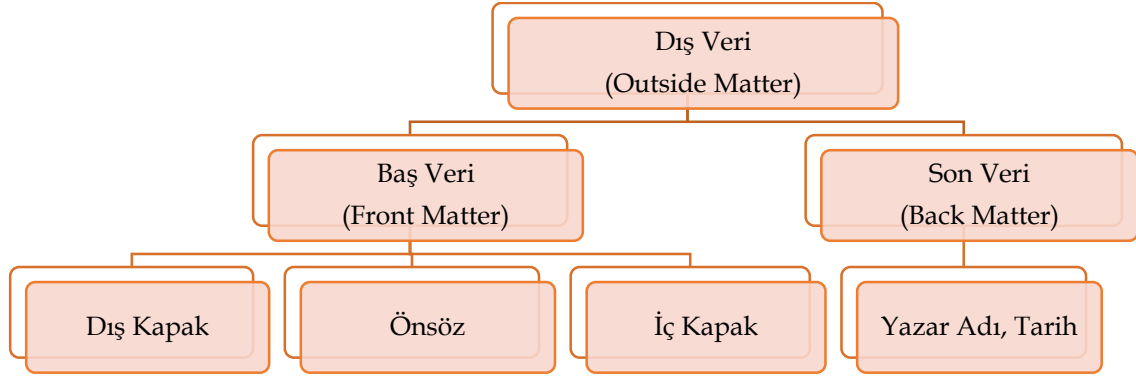 Dış Veri
(Outside Matter)
Baş Veri
(Front Matter)
Son Veri
(Back Matter)
Dış Kapak
Önsöz
İç Kapak
Yazar Adı, Tarih